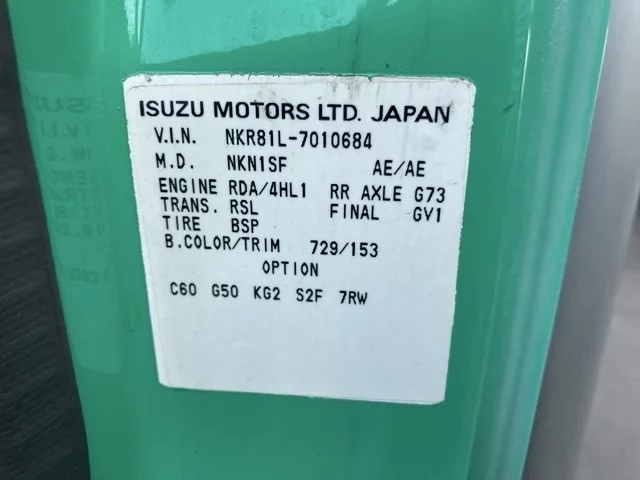 ISUZU MOTORS LTD. JAPAN
V.I.N. NKR81L-7010684
M.D. NKN1SF AE/AE
ENGINE RDA/4HL1 RR AXLE G73
TRANS. RSL FINAL GV1
TIRE BSP
B.COLOR/TRIM 729/153
OPTION
C60 G50 KG2 S2F 7RW